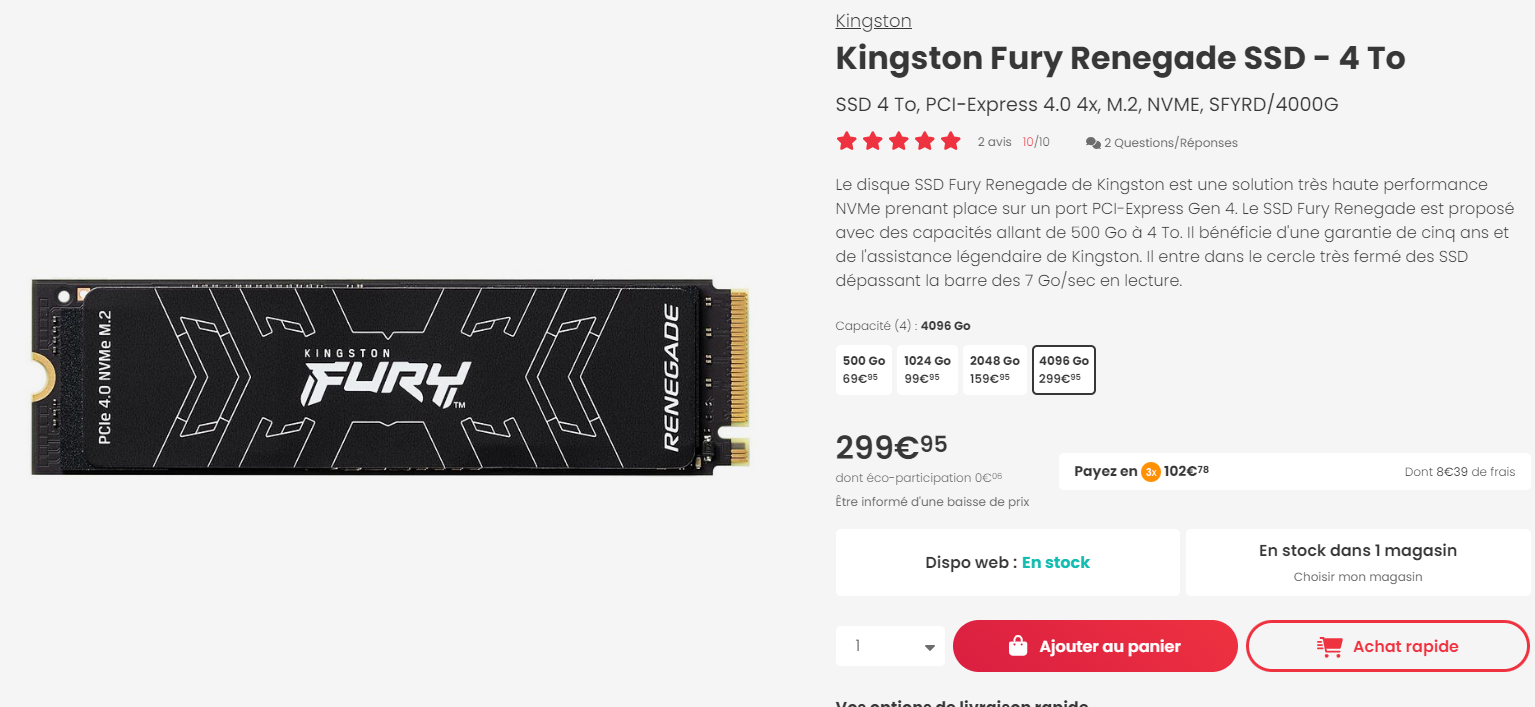 PCIe 4.0 NVMe M.2
KINGSTON
FURY
TM
RENEGADE
Kingston
Kingston Fury Renegade SSD - 4 To
SSD 4 To, PCI-Express 4.0 4x, M.2, NVME, SFYRD/4000G
2 avis 10/10 2 Questions/Réponses
Le disque SSD Fury Renegade de Kingston est une solution très haute performance
NVMe prenant place sur un port PCI-Express Gen 4. Le SSD Fury Renegade est proposé
avec des capacités allant de 500 Go à 4 To. Il bénéficie d'une garantie de cinq ans et
de l'assistance légendaire de Kingston. Il entre dans le cercle très fermé des SSD
dépassant la barre des 7 Go/sec en lecture.
Capacité (4) : 4096 Go
500 Go 1024 Go 2048 Go 4096 Go
69€95 99€95 159€95 299€95
299€95
dont éco-participation 0€06
Être informé d'une baisse de prix
Payez en 3x 102€78 Dont 8€39 de frais
Dispo web : En stock
En stock dans 1 magasin
Choisir mon magasin
1 Ajouter au panier Achat rapide
Vos options de livraison rapide